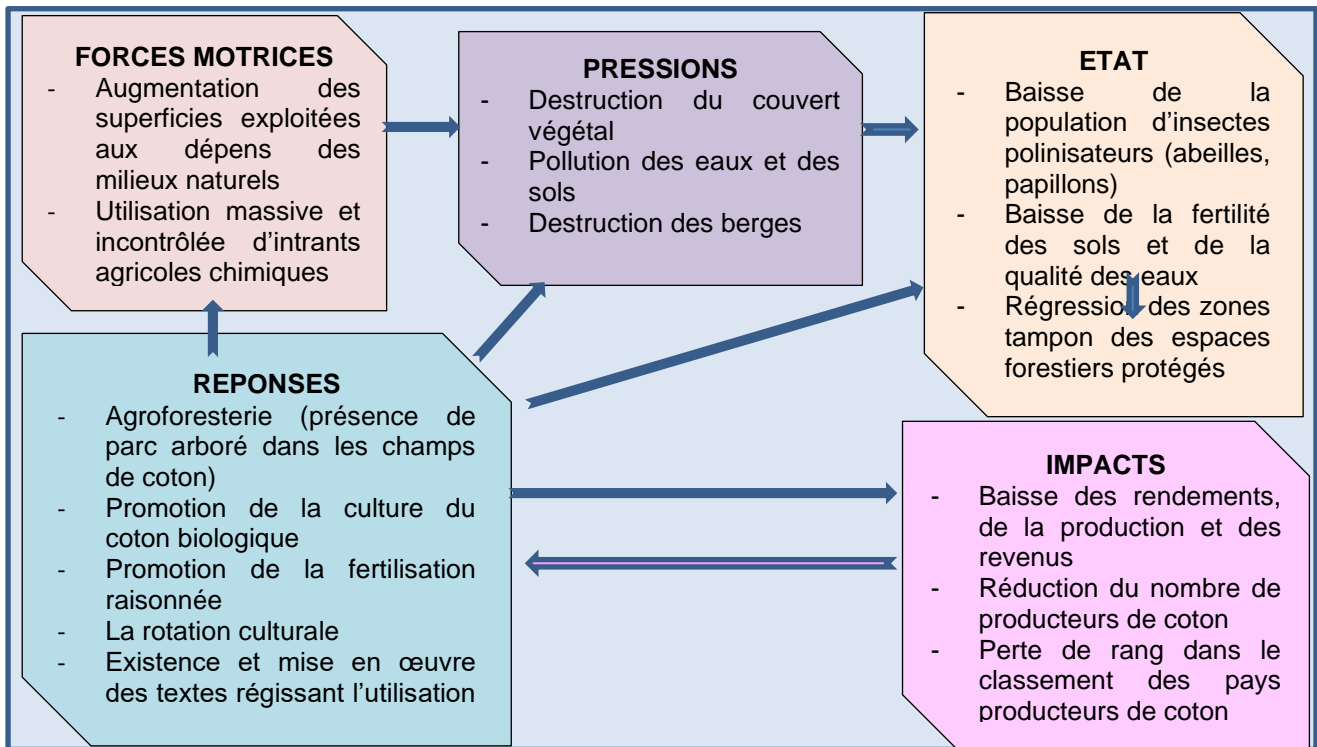 FORCES MOTRICES
- Augmentation des
superficies exploitées
aux dépens des
milieux naturels
- Utilisation massive et
incontrôlée d’intrants
agricoles chimiques
PRESSIONS
- Destruction du couvert
végétal
- Pollution des eaux et des
sols
- Destruction des berges
ETAT
- Baisse de la
population d’insectes
polinisateurs (abeilles,
papillons)
- Baisse de la fertilité
des sols et de la
qualité des eaux
- Régression des zones
tampon des espaces
forestiers protégés
REPONSES
- Agroforesterie (présence de
parc arboré dans les champs
de coton)
- Promotion de la culture du
coton biologique
- Promotion de la fertilisation
raisonnée
- La rotation culturale
- Existence et mise en œuvre
des textes régissant l’utilisation
IMPACTS
- Baisse des rendements,
de la production et des
revenus
- Réduction du nombre de
producteurs de coton
- Perte de rang dans le
classement des pays
producteurs de coton